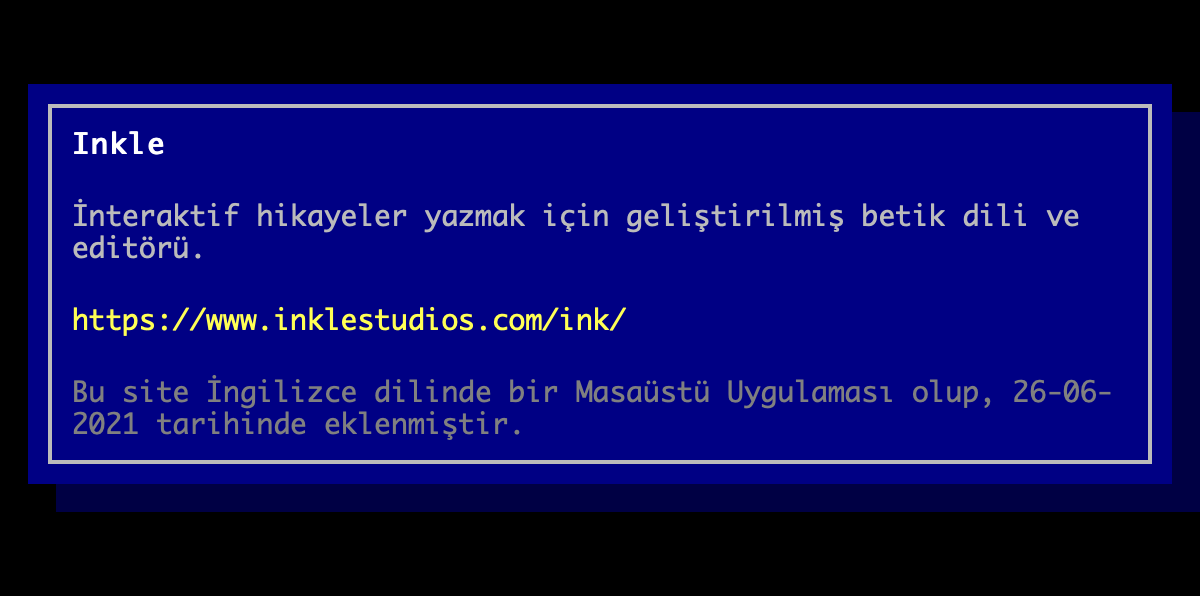 Inkle
İnteraktif hikayeler yazmak için geliştirilmiş betik dili ve
editörü.
https://www.inklestudios.com/ink/
Bu site İngilizce dilinde bir Masaüstü Uygulaması olup, 26-06-
2021 tarihinde eklenmiştir.